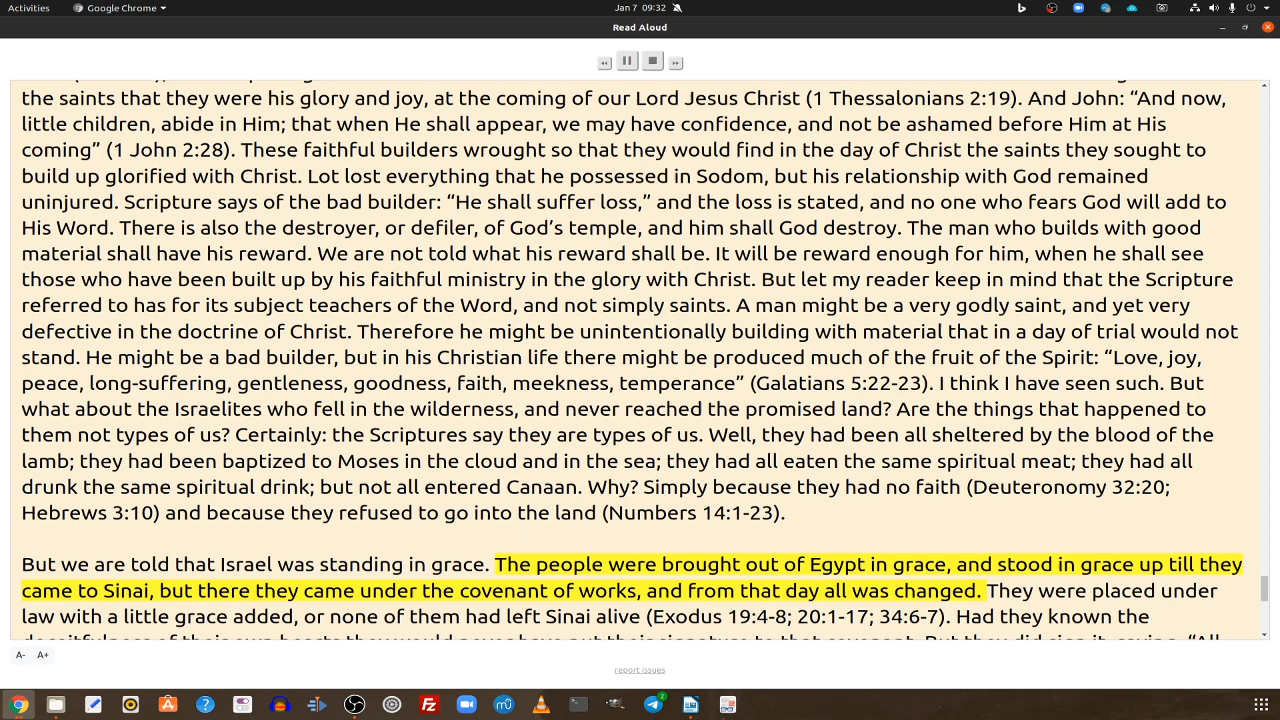 Activities
Google Chrome
Jan 7 09:32
Read Aloud
the saints that they were his glory and joy, at the coming of our Lord Jesus Christ (1 Thessalonians 2:19). And John: “And now,
little children, abide in Him; that when He shall appear, we may have confidence, and not be ashamed before Him at His
coming” (1 John 2:28). These faithful builders wrought so that they would find in the day of Christ the saints they sought to
build up glorified with Christ. Lot lost everything that he possessed in Sodom, but his relationship with God remained
uninjured. Scripture says of the bad builder: “He shall suffer loss,” and the loss is stated, and no one who fears God will add to
His Word. There is also the destroyer, or defiler, of God’s temple, and him shall God destroy. The man who builds with good
material shall have his reward. We are not told what his reward shall be. It will be reward enough for him, when he shall see
those who have been built up by his faithful ministry in the glory with Christ. But let my reader keep in mind that the Scripture
referred to has for its subject teachers of the Word, and not simply saints. A man might be a very godly saint, and yet very
defective in the doctrine of Christ. Therefore he might be unintentionally building with material that in a day of trial would not
stand. He might be a bad builder, but in his Christian life there might be produced much of the fruit of the Spirit: “Love, joy,
peace, long-suffering, gentleness, goodness, faith, meekness, temperance” (Galatians 5:22-23). I think I have seen such. But
what about the Israelites who fell in the wilderness, and never reached the promised land? Are the things that happened to
them not types of us? Certainly: the Scriptures say they are types of us. Well, they had been all sheltered by the blood of the
lamb; they had been baptized to Moses in the cloud and in the sea; they had all eaten the same spiritual meat; they had all
drunk the same spiritual drink; but not all entered Canaan. Why? Simply because they had no faith (Deuteronomy 32:20;
Hebrews 3:10) and because they refused to go into the land (Numbers 14:1-23).
But we are told that Israel was standing in grace. The people were brought out of Egypt in grace, and stood in grace up till they
came to Sinai, but there they came under the covenant of works, and from that day all was changed. They were placed under
law with a little grace added, or none of them had left Sinai alive (Exodus 19:4-8; 20:1-17; 34:6-7). Had they known the
deceitfulness of their own hearts they would never have put their signature to that covenant. But they did sign it, saying, “All
A- A+
report issues